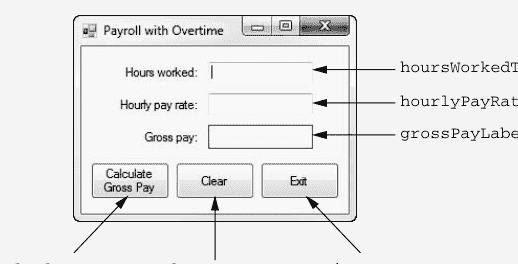 Payroll with Overtime
Hours worked:
hoursWorkedT
Hourly pay rate:
hourlyPayRat
Gross pay:
grossPayLabe
Calculate
Gross Pay
Clear
Exit